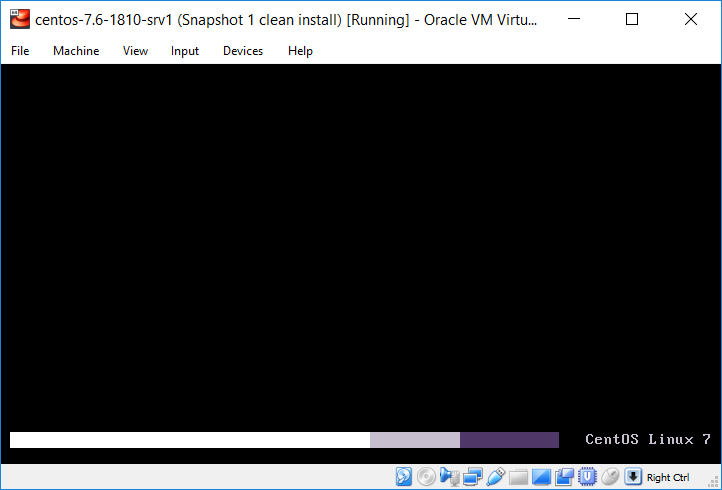 centos-7.6-1810-srv1 (Snapshot 1 clean install) [Running] - Oracle VM Virtu...
File Machine View Input Devices Help
CentOS Linux 7
Right Ctrl